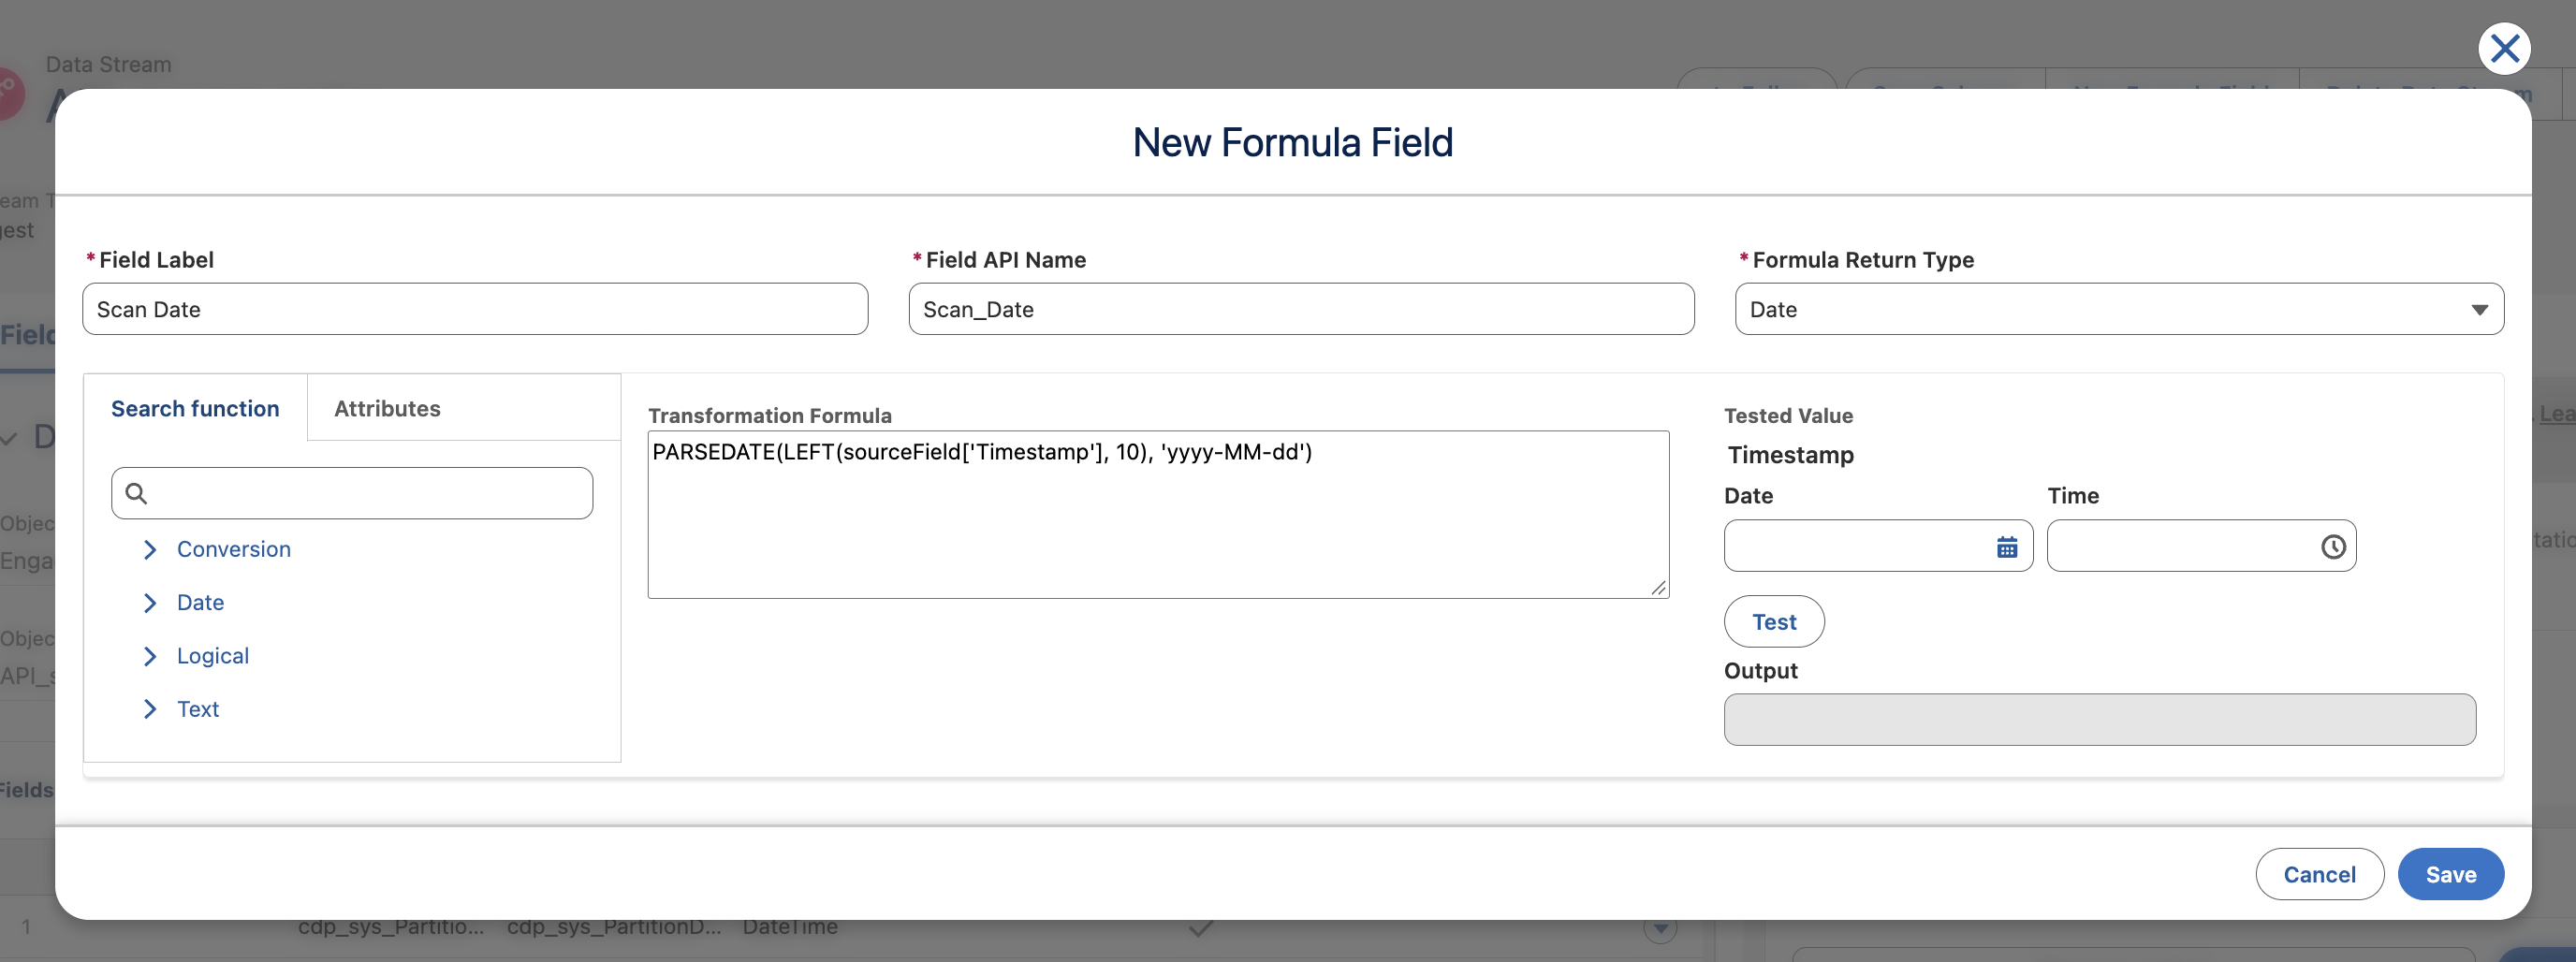 Data Stream
New Formula Field
* Field Label
* Field API Name
* Formula Return Type
Scan Date
Scan_Date
Date
Search function
Attributes
Conversion
Date
Logical
Text
Transformation Formula
PARSEDATE(LEFT(sourceField['Timestamp'], 10), 'yyyy-MM-dd')
Tested Value
Timestamp
Date
Time
Test
Output
Cancel
Save
Fields
1
cdp_sys_Partitio...
cdp_sys_PartitionD...
DateTime